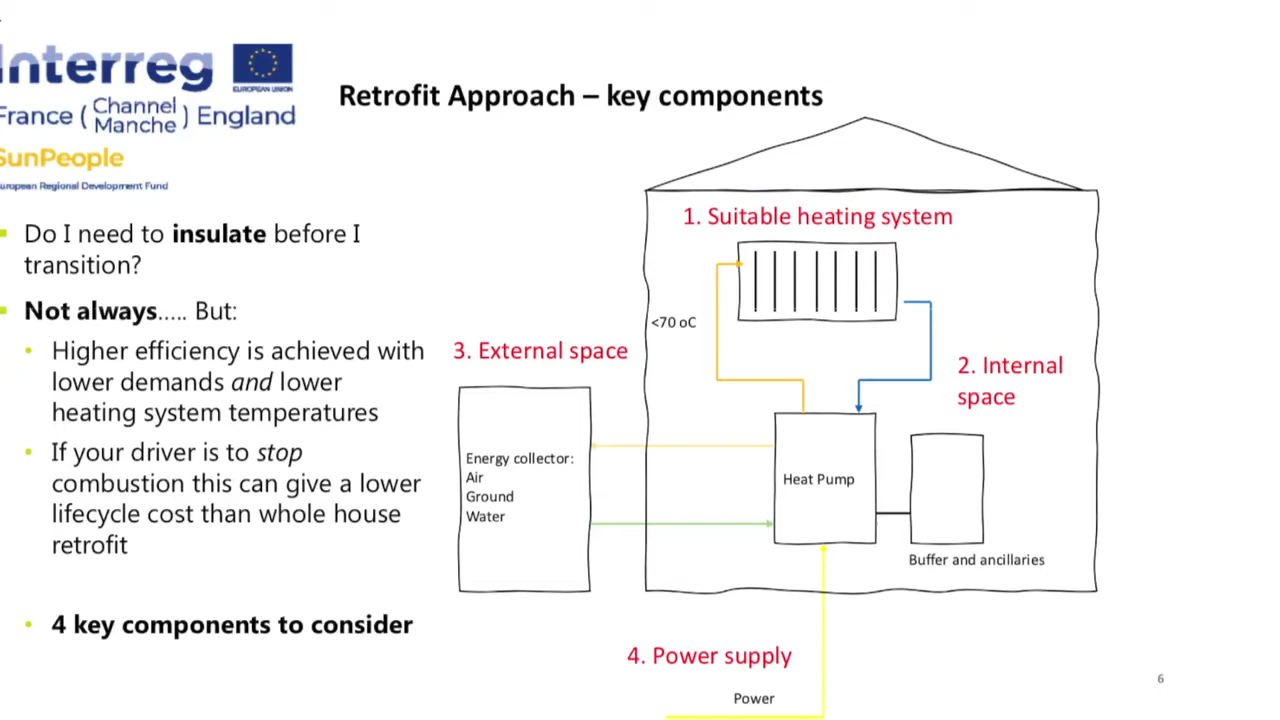 Interreg
EUROPEAN UNION
France ( Channel Manche ) England
SunPeople
European Regional Development Fund
Retrofit Approach – key components
Do I need to insulate before I
transition?
Not always….. But:
Higher efficiency is achieved with
lower demands and lower
heating system temperatures
If your driver is to stop
combustion this can give a lower
lifecycle cost than whole house
retrofit
4 key components to consider
1. Suitable heating system
<70 oC
2. Internal
space
3. External space
Energy collector:
Air
Ground
Water
Heat Pump
Buffer and ancillaries
4. Power supply
Power
6